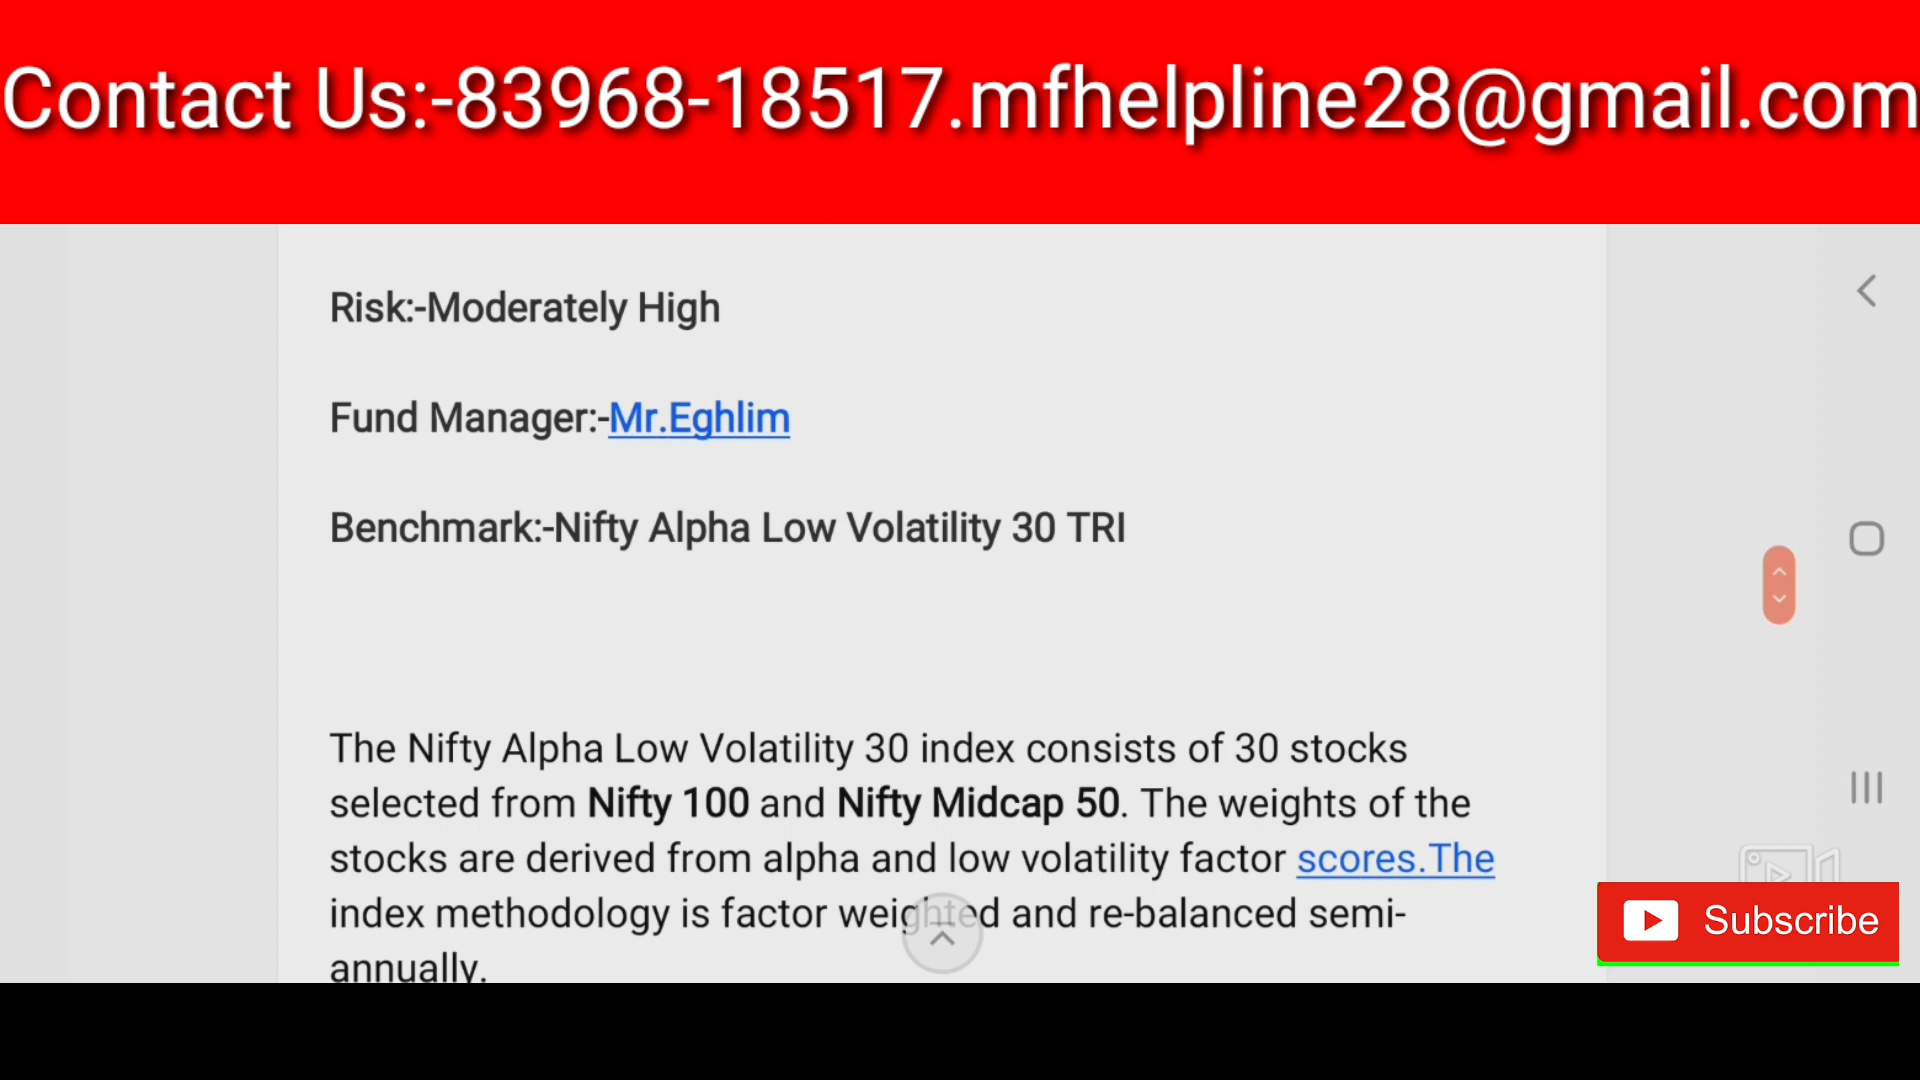 Contact Us:-83968-18517.mfhelpline28@gmail.com
Risk:-Moderately High
Fund Manager:-Mr.Eghlim
Benchmark:-Nifty Alpha Low Volatility 30 TRI
The Nifty Alpha Low Volatility 30 index consists of 30 stocks
selected from Nifty 100 and Nifty Midcap 50. The weights of the
stocks are derived from alpha and low volatility factor scores.The
index methodology is factor weighted and re-balanced semi-
annually.
Subscribe